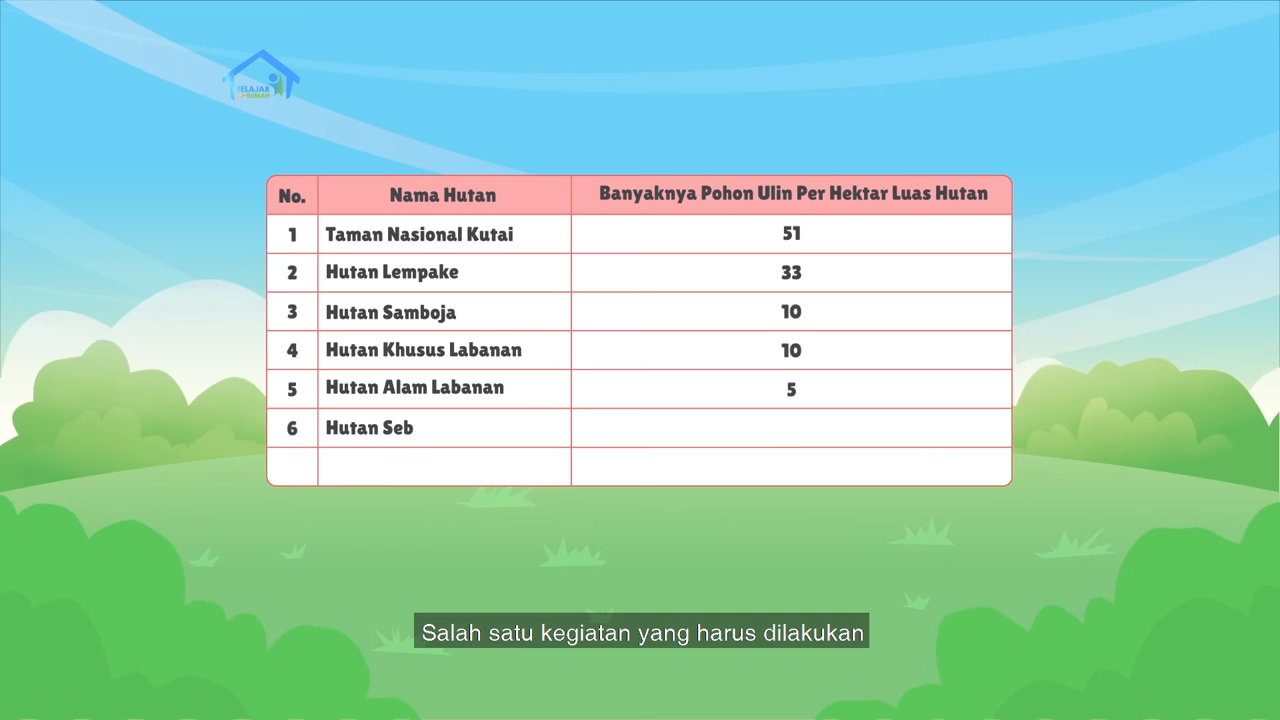 BELAJAR
RUMAH
No. Nama Hutan Banyaknya Pohon Ulin Per Hektar Luas Hutan
1 Taman Nasional Kutai 51
2 Hutan Lempake 33
3 Hutan Samboja 10
4 Hutan Khusus Labanan 10
5 Hutan Alam Labanan 5
6 Hutan Seb
Salah satu kegiatan yang harus dilakukan